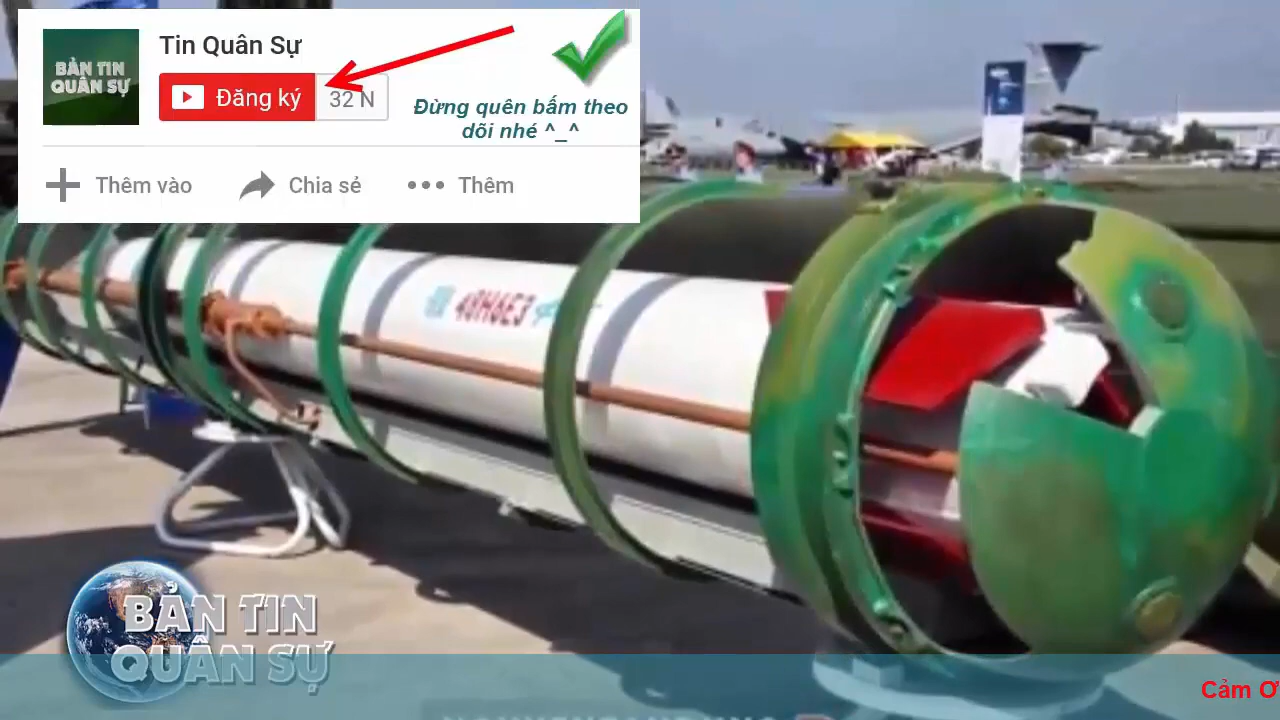 Tin Quân Sự
BẢN TIN
QUÂN SỰ
Đăng ký
32 N
Đừng quên bấm theo
dõi nhé ^_^
Thêm vào
Chia sẻ
Thêm
48H6E3
BẢN TIN
QUÂN SỰ
Cảm Ơ